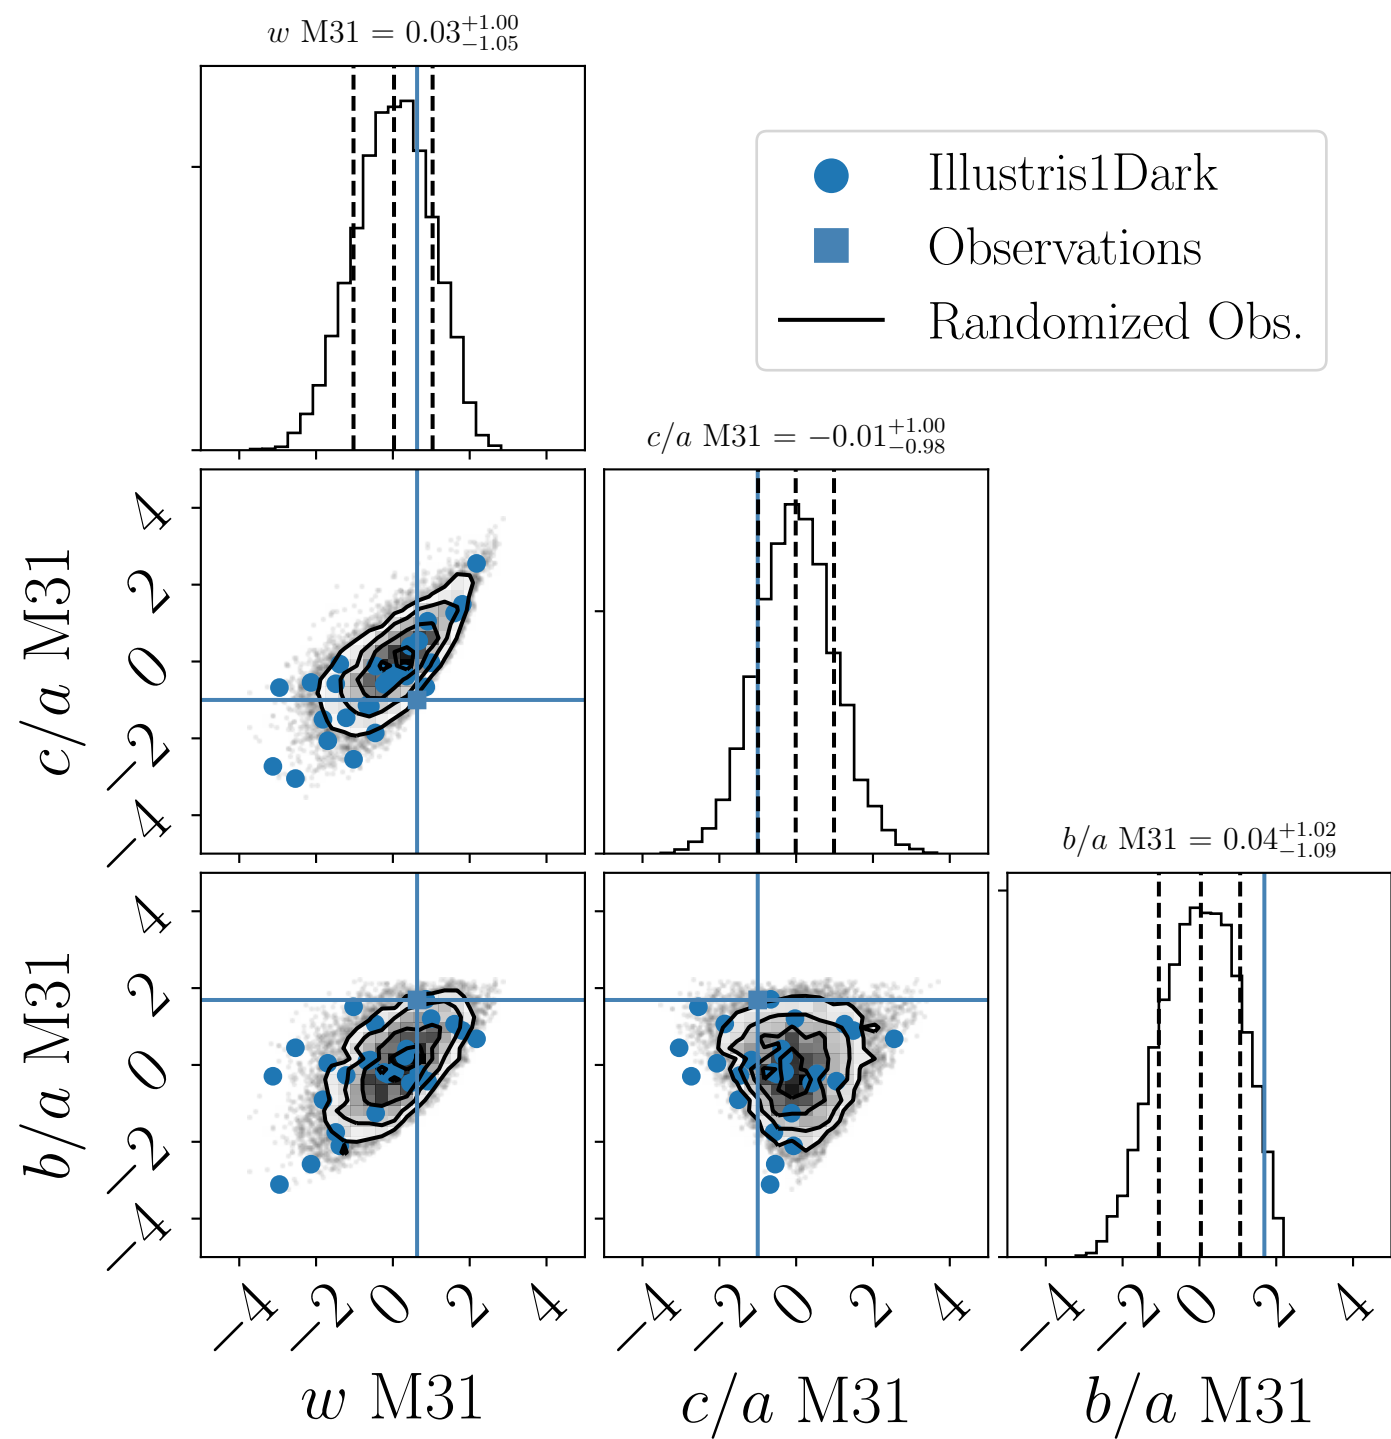 w M31 = 0.03+1.00−1.05
Illustris1Dark
Observations
Randomized Obs.
c/a M31 = −0.01+1.00−0.98
c/a M31
4
2
0
−2
−4
b/a M31 = 0.04+1.02−1.09
b/a M31
4
2
0
−2
−4
−4 −2 0 2 4
−4 −2 0 2 4
−4 −2 0 2 4
w M31
c/a M31
b/a M31